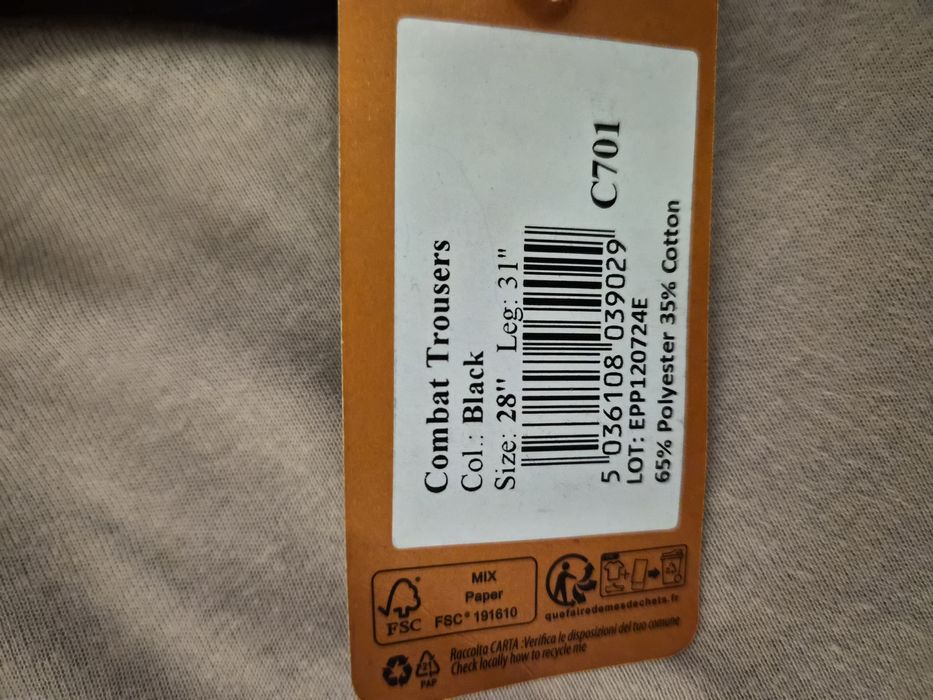 Combat Trousers
Col.: Black
Size: 28" Leg: 31"
C701
5 036108 039029
LOT: EPP120724E
65% Polyester 35% Cotton
FSC
MIX
Paper
FSC® 191610
quefairedemesdechets.fr
21
PAP
Raccolta CARTA :Verifica le disposizioni del tuo comune
Check locally how to recycle me